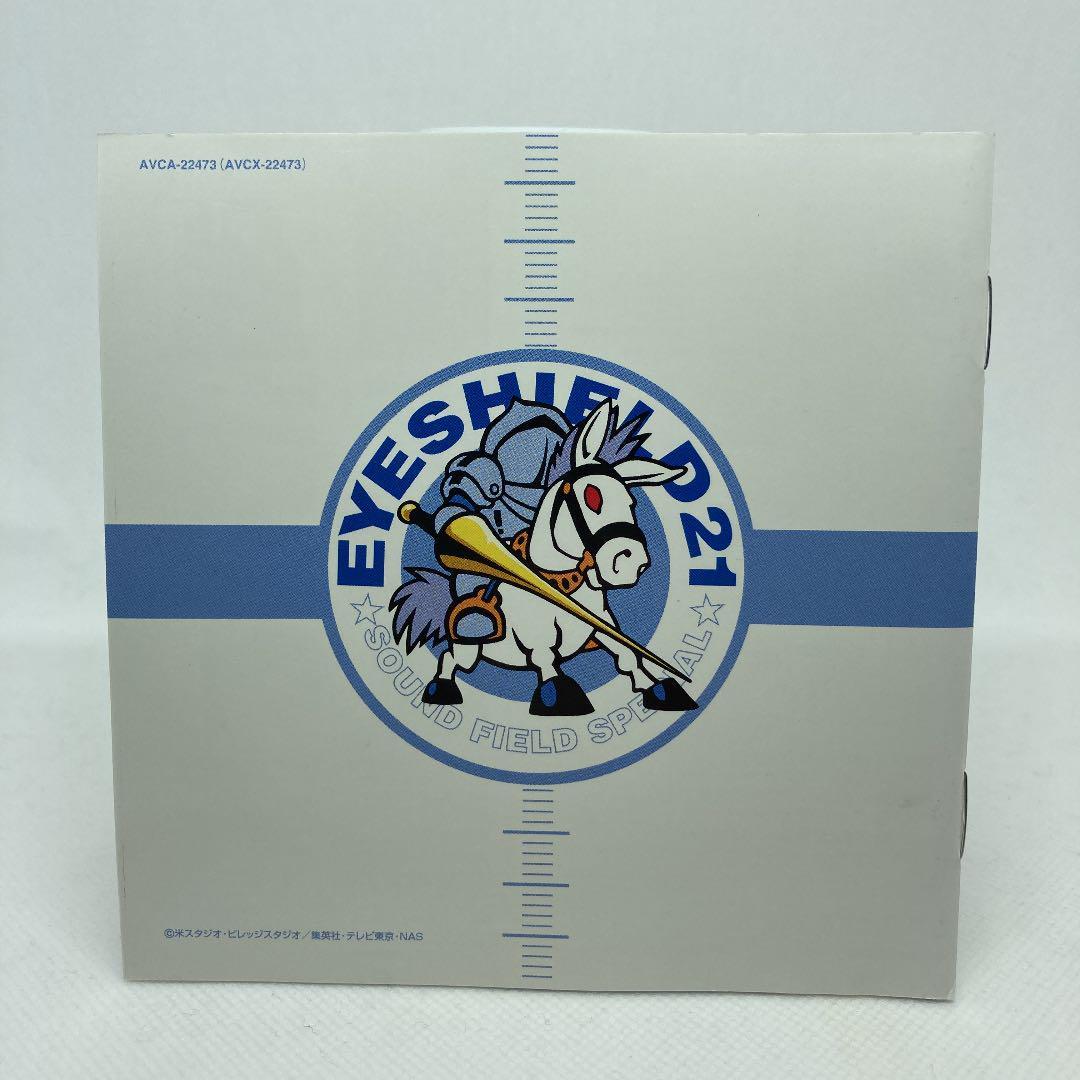 AVCA-22473(AVCX-22473)
EYESHIELD21
☆SOUND FIELD SPECIAL☆
©米スタジオ・ビレッジスタジオ/集英社・テレビ東京・NAS